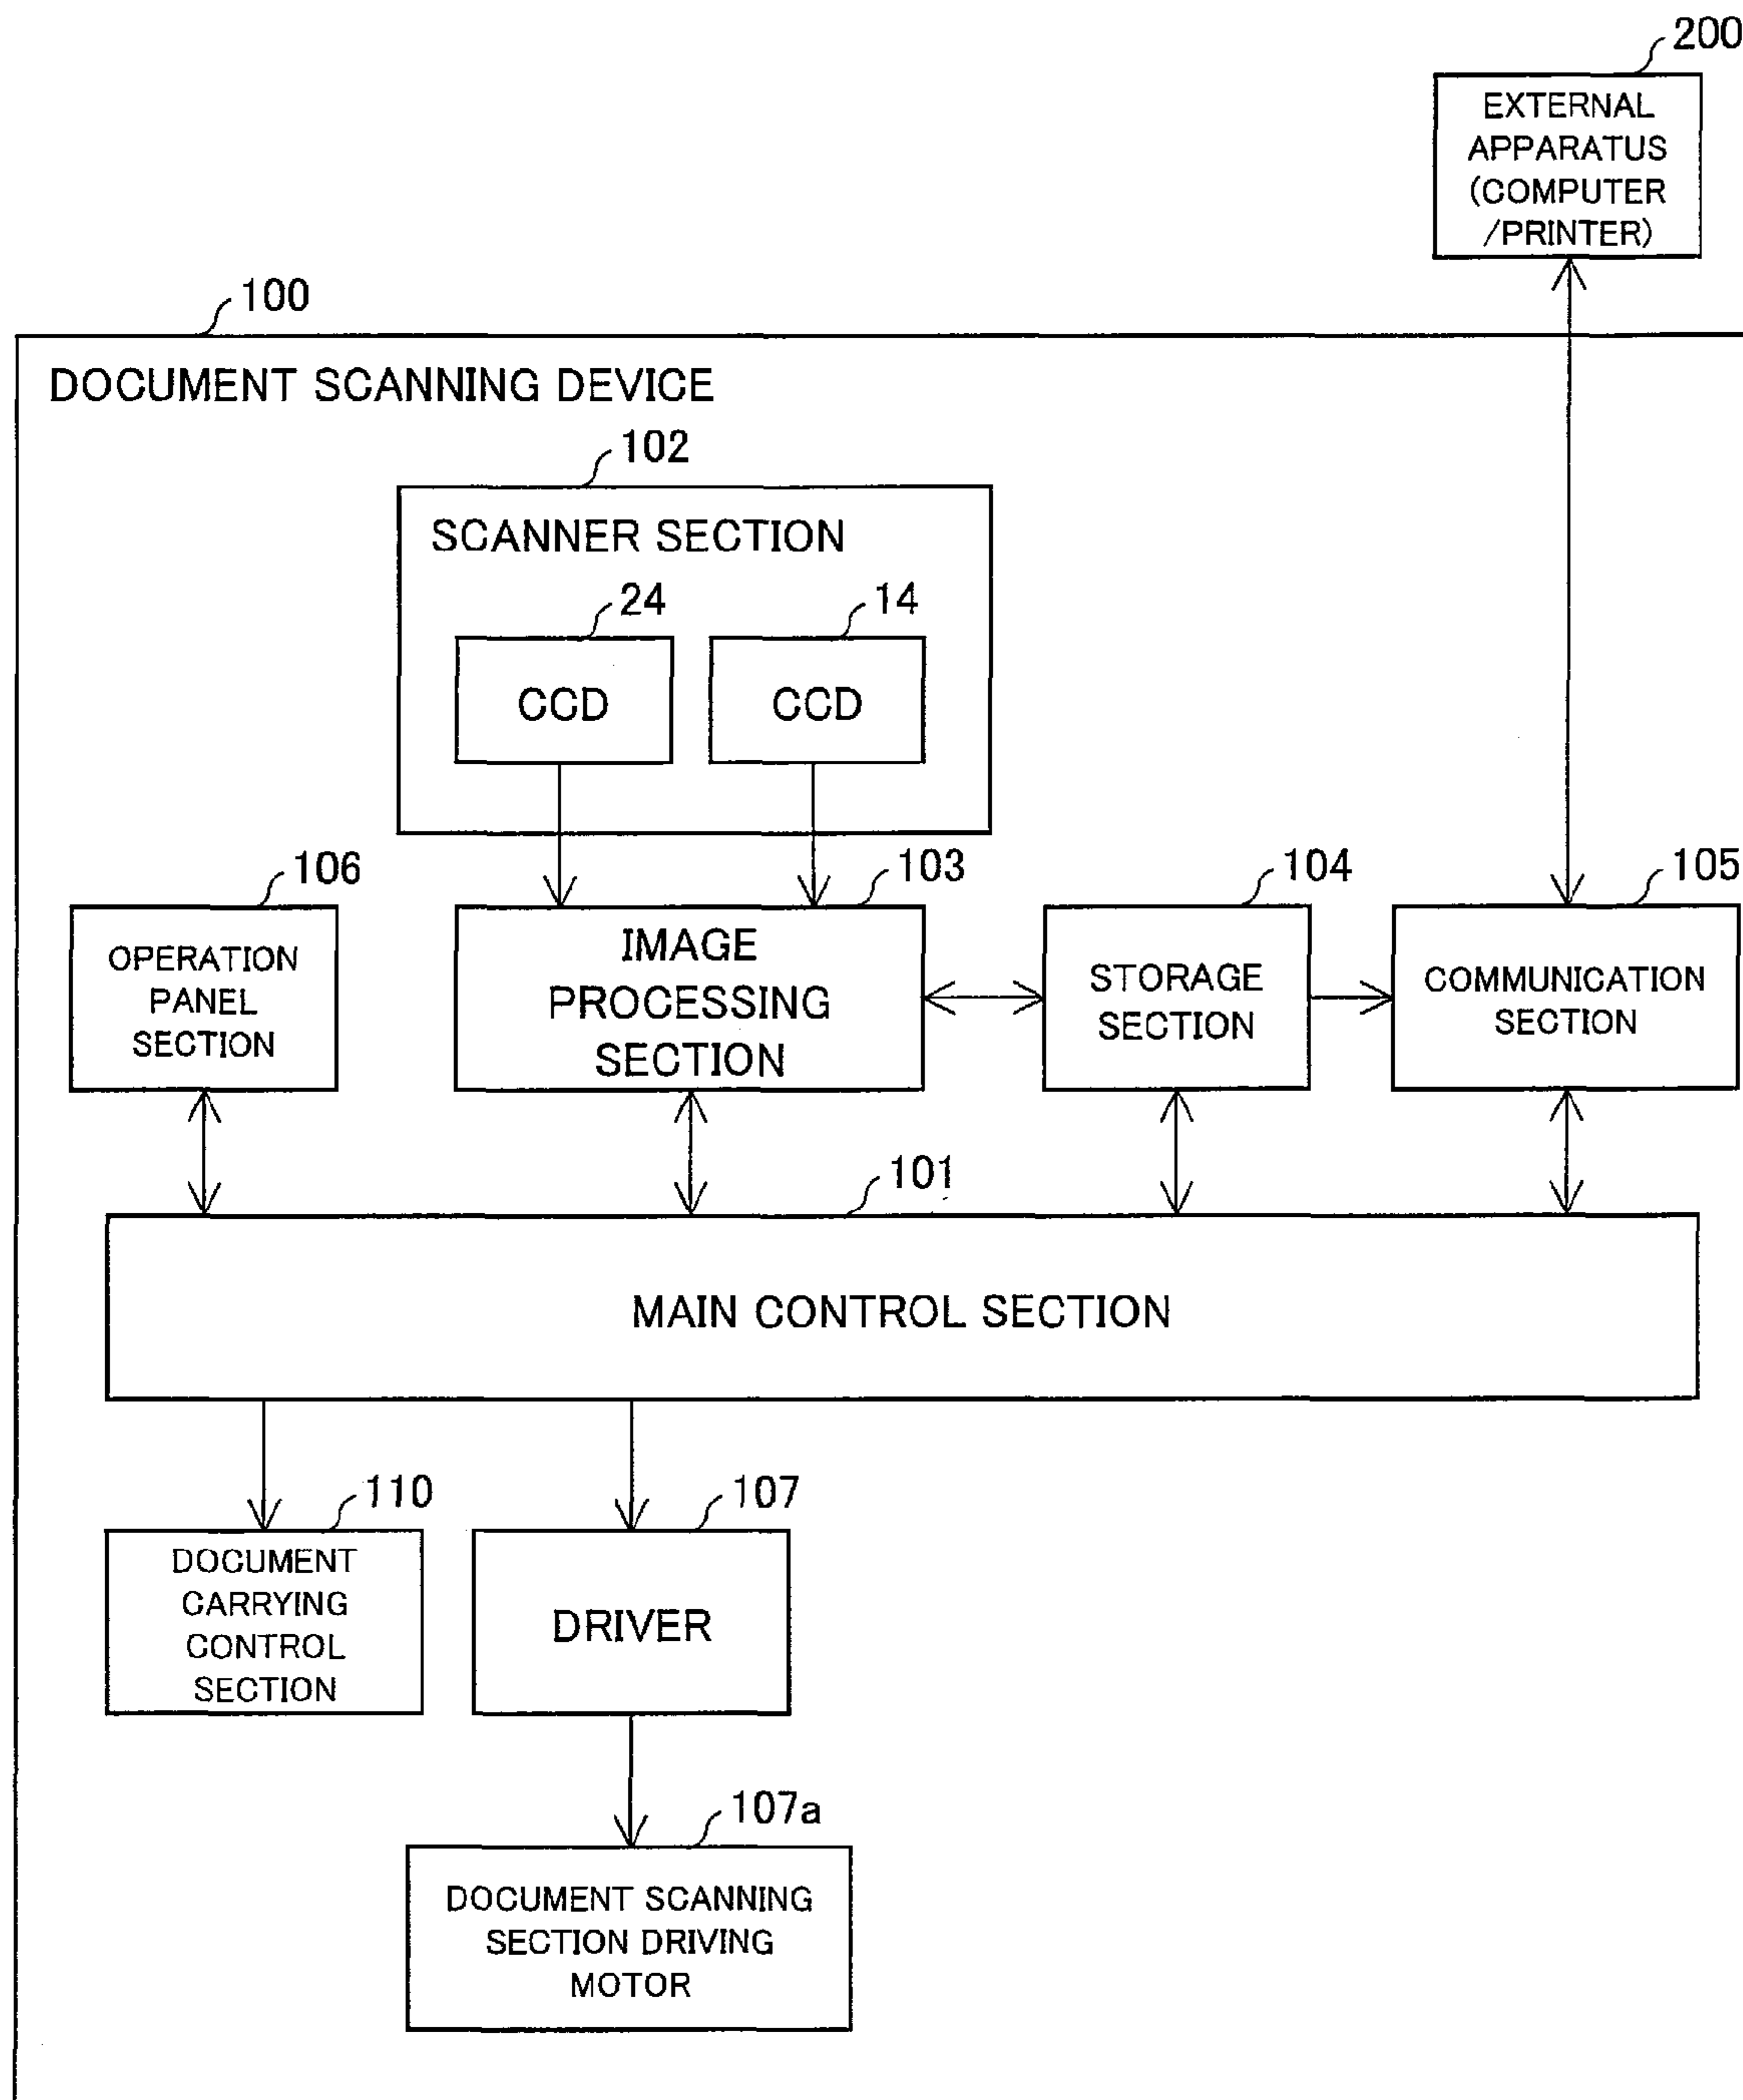 200
EXTERNAL
APPARATUS
(COMPUTER
/PRINTER)
100
DOCUMENT SCANNING DEVICE
102
SCANNER SECTION
24
14
CCD
CCD
106
103
104
105
OPERATION
PANEL
SECTION
IMAGE
PROCESSING
SECTION
STORAGE
SECTION
COMMUNICATION
SECTION
101
MAIN CONTROL SECTION
110
107
DOCUMENT
CARRYING
CONTROL
SECTION
DRIVER
107a
DOCUMENT SCANNING
SECTION DRIVING
MOTOR